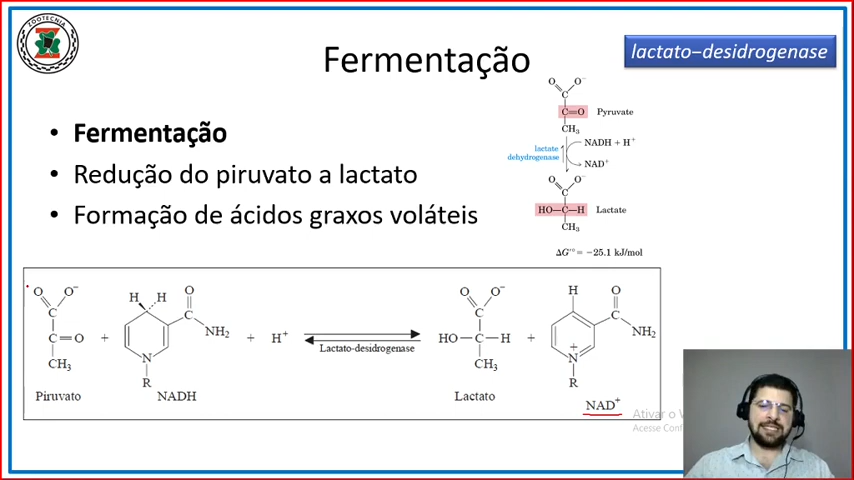 ZOOTECNIA
Fermentação
lactato–desidrogenase
• Fermentação
• Redução do piruvato a lactato
• Formação de ácidos graxos voláteis
O O⁻
C
C=O Pyruvate
CH₃
lactate
dehydrogenase
NADH + H⁺
NAD⁺
O O⁻
C
HO–C–H Lactate
CH₃
ΔG'° = −25.1 kJ/mol
O O⁻
C
C=O
CH₃
Piruvato
+
H H O
C
NH₂
N
R
NADH
+ H⁺
Lactato-desidrogenase
O O⁻
C
HO–C–H
CH₃
Lactato
+
H O
C
NH₂
N⁺
R
NAD⁺
Ativar o
Acesse